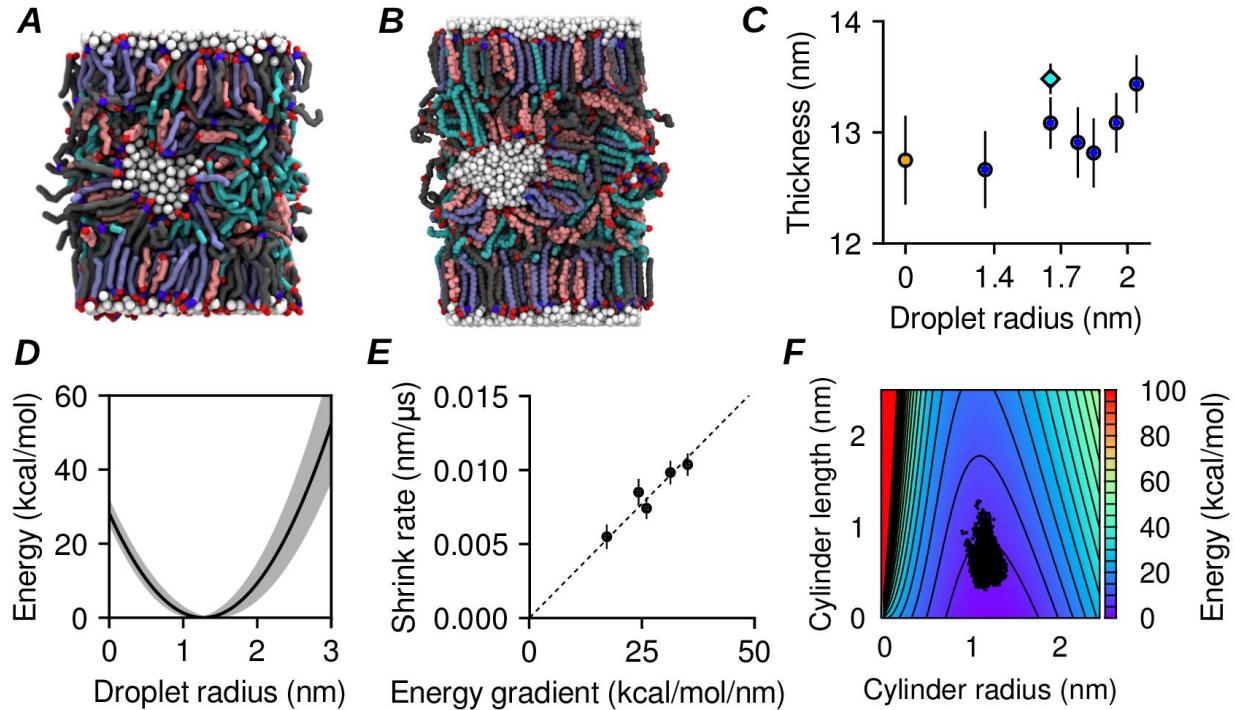 A
B
C
14
13
12
Thickness (nm)
0
1.4
1.7
2
Droplet radius (nm)
D
60
40
20
0
Energy (kcal/mol)
0
1
2
3
Droplet radius (nm)
E
0.015
0.010
0.005
0.000
Shrink rate (nm/µs)
0
25
50
Energy gradient (kcal/mol/nm)
F
2
1
0
Cylinder length (nm)
0
1
2
Cylinder radius (nm)
100
80
60
40
20
0
Energy (kcal/mol)